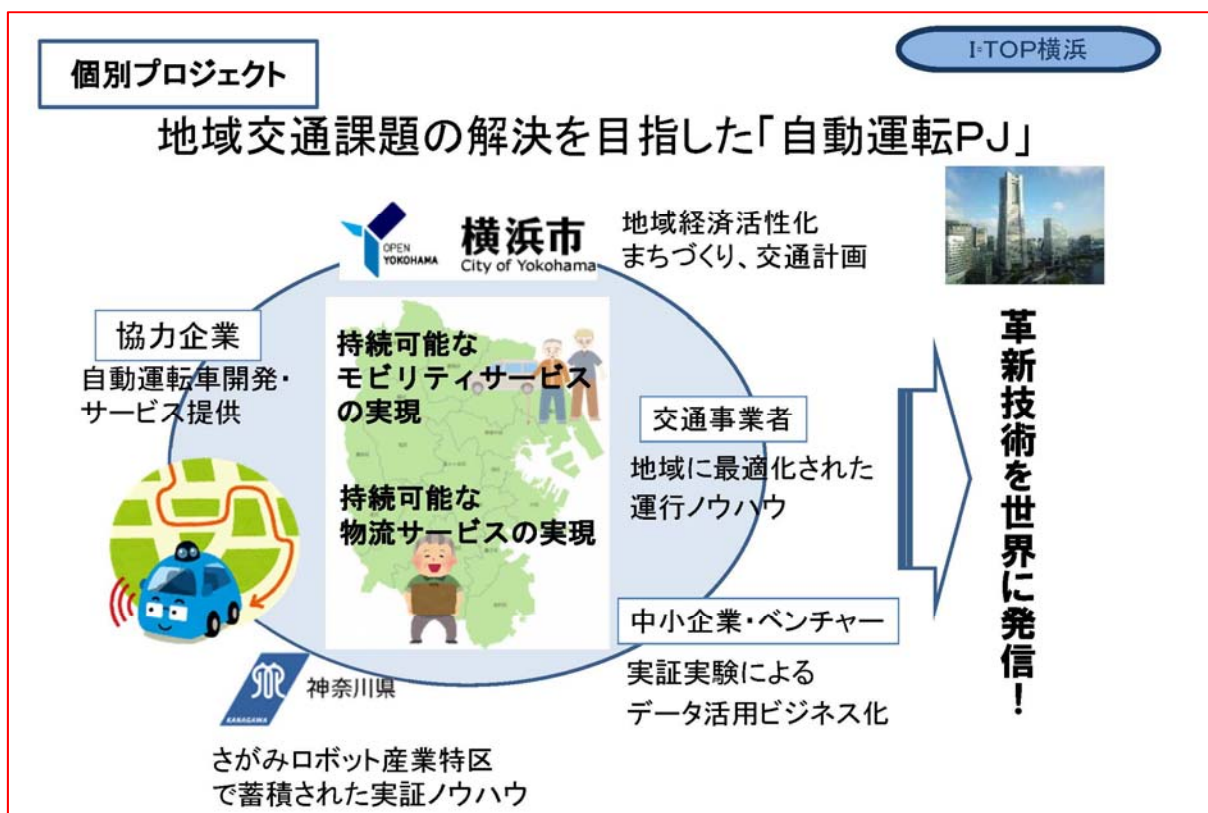 個別プロジェクト
I・TOP横浜
地域交通課題の解決を目指した「自動運転PJ」
OPEN
YOKOHAMA
横浜市
City of Yokohama
地域経済活性化
まちづくり、交通計画
協力企業
自動運転車開発・
サービス提供
持続可能な
モビリティサービス
の実現
持続可能な
物流サービスの実現
交通事業者
地域に最適化された
運行ノウハウ
中小企業・ベンチャー
実証実験による
データ活用ビジネス化
KANAGAWA
神奈川県
さがみロボット産業特区
で蓄積された実証ノウハウ
革新技術を世界に発信！